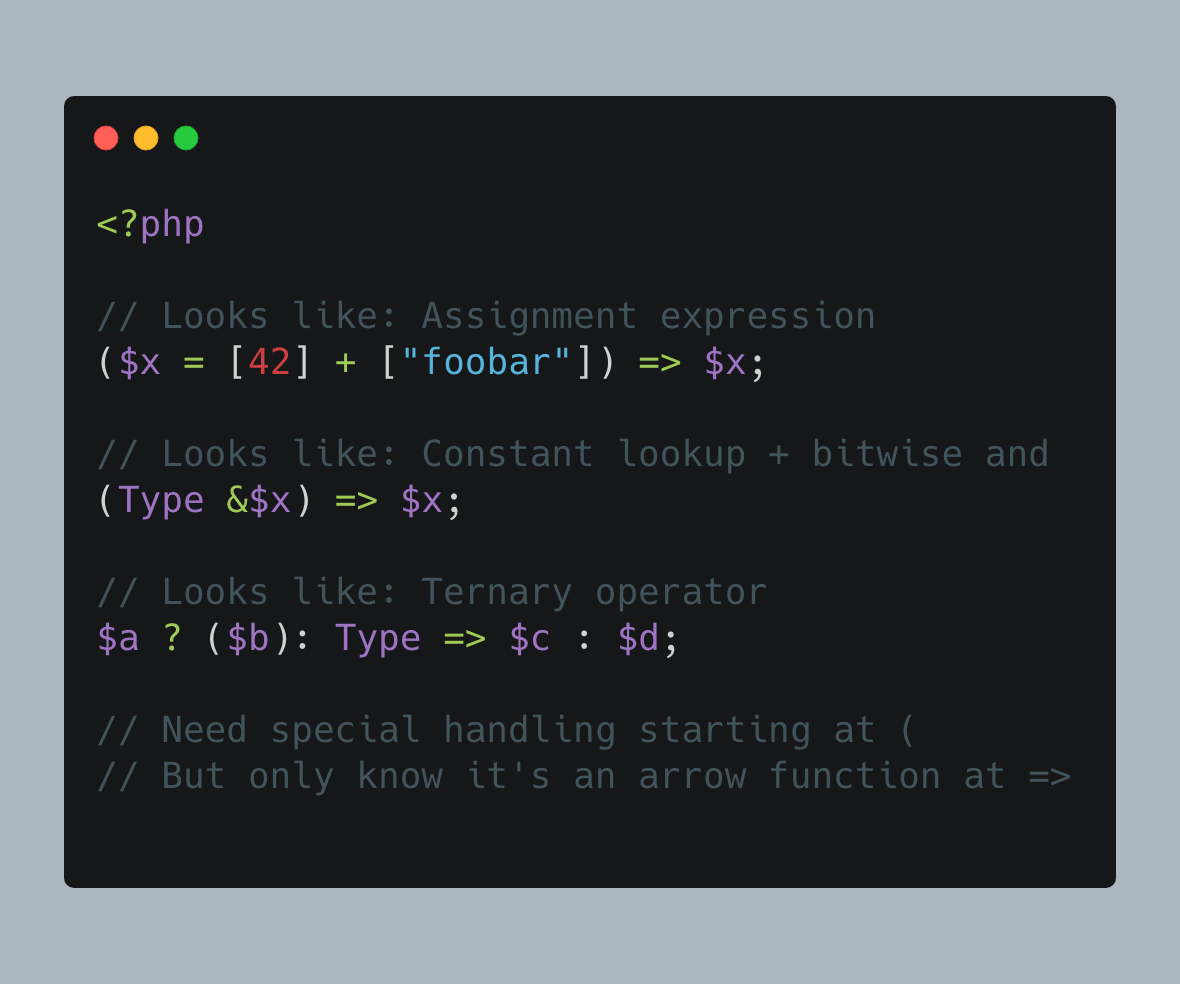 <?php
// Looks like: Assignment expression
($x = [42] + ["foobar"]) => $x;
// Looks like: Constant lookup + bitwise and
(Type &$x) => $x;
// Looks like: Ternary operator
$a ? ($b): Type => $c : $d;
// Need special handling starting at (
// But only know it's an arrow function at =>